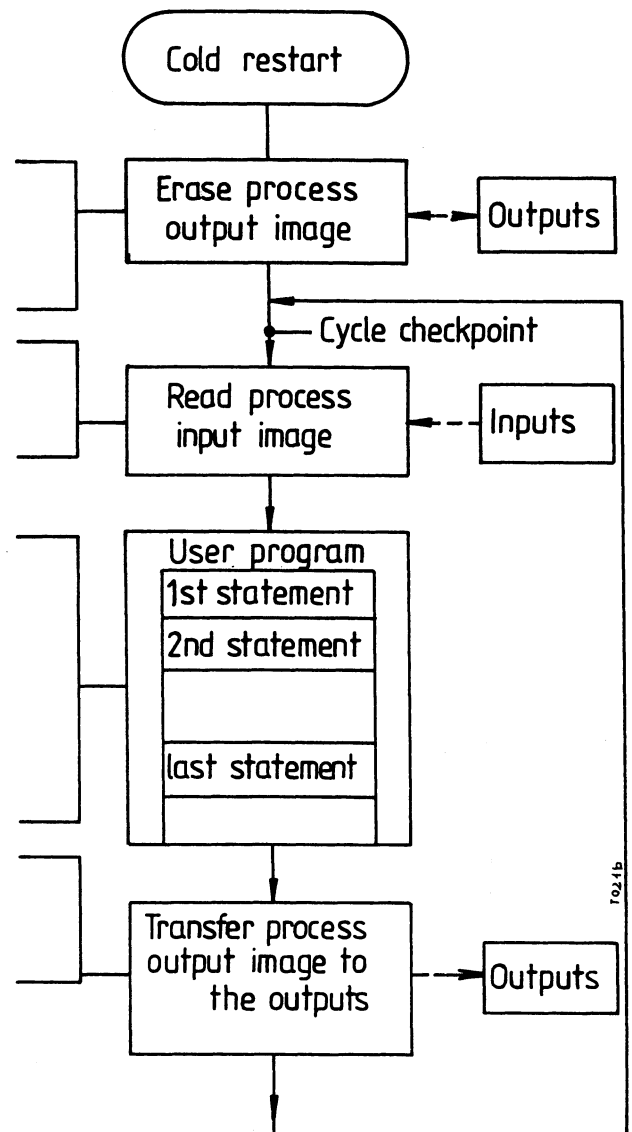 Cold restart
Erase process
output image
Outputs
Cycle checkpoint
Read process
input image
Inputs
User program
1st statement
2nd statement
last statement
Transfer process
output image to
the outputs
Outputs